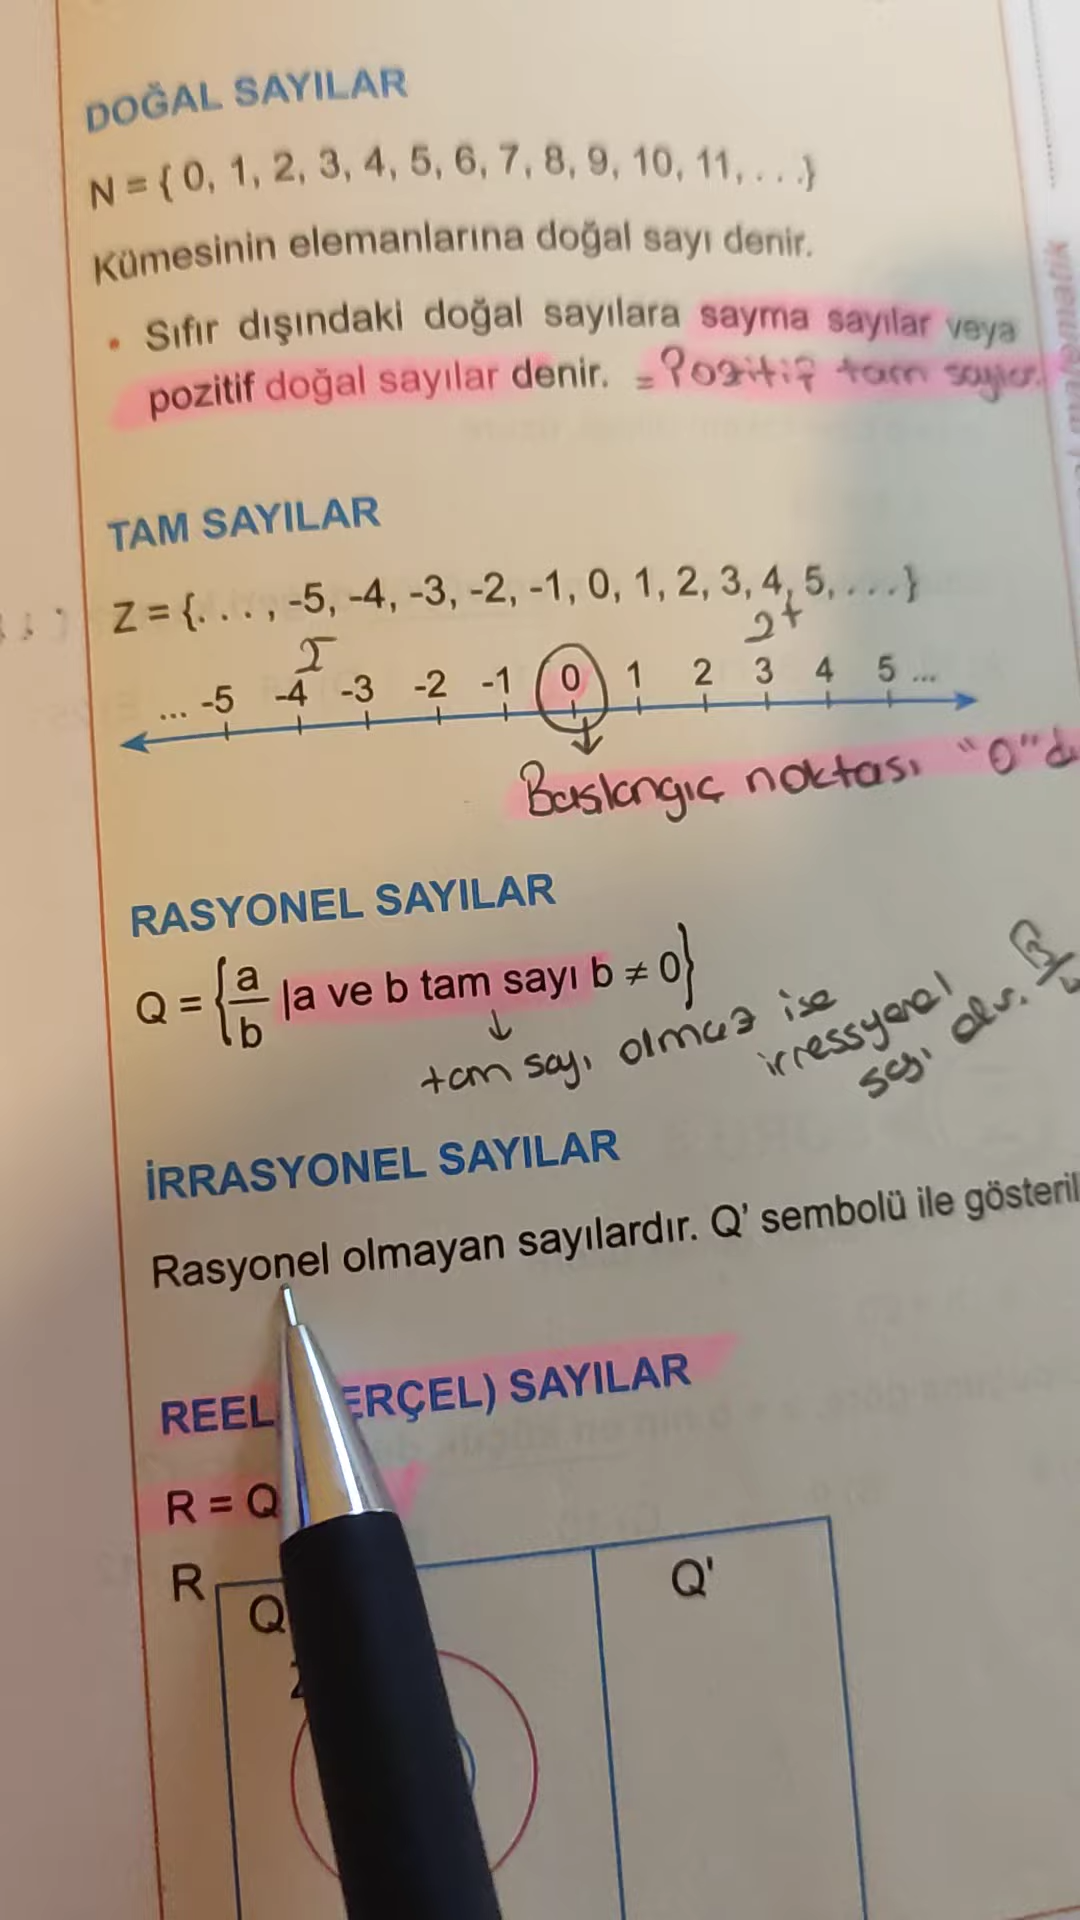 DOĞAL SAYILAR
N = { 0, 1, 2, 3, 4, 5, 6, 7, 8, 9, 10, 11, . . .}
Kümesinin elemanlarına doğal sayı denir.
• Sıfır dışındaki doğal sayılara sayma sayılar veya
pozitif doğal sayılar denir. = Pozitif tam sayılar.
TAM SAYILAR
Z = {. . . , -5, -4, -3, -2, -1, 0, 1, 2, 3, 4, 5, . . .}
... -5 -4 -3 -2 -1 0 1 2 3 4 5 ...
Başlangıç noktası "0"
RASYONEL SAYILAR
Q = {a/b |a ve b tam sayı b ≠ 0}
↓
tam sayı olmaz ise
irressyonel
sayı olur.
İRRASYONEL SAYILAR
Rasyonel olmayan sayılardır. Q' sembolü ile gösteril
REEL ERÇEL) SAYILAR
R = Q
R
Q
Q'